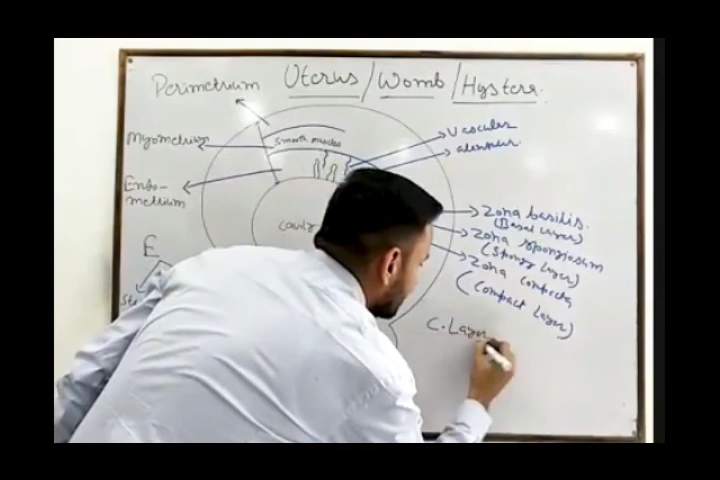 Uterus / Womb / Hystera.
Perimetrium
Myometrium
Endo-
metrium
Smooth muscles
Cavity
Vascular
Zona basilis.
(Basal Layer)
Zona spongiosum
(Spongy Layer)
Zona compacta
(Compact Layer)
C. Layer
E